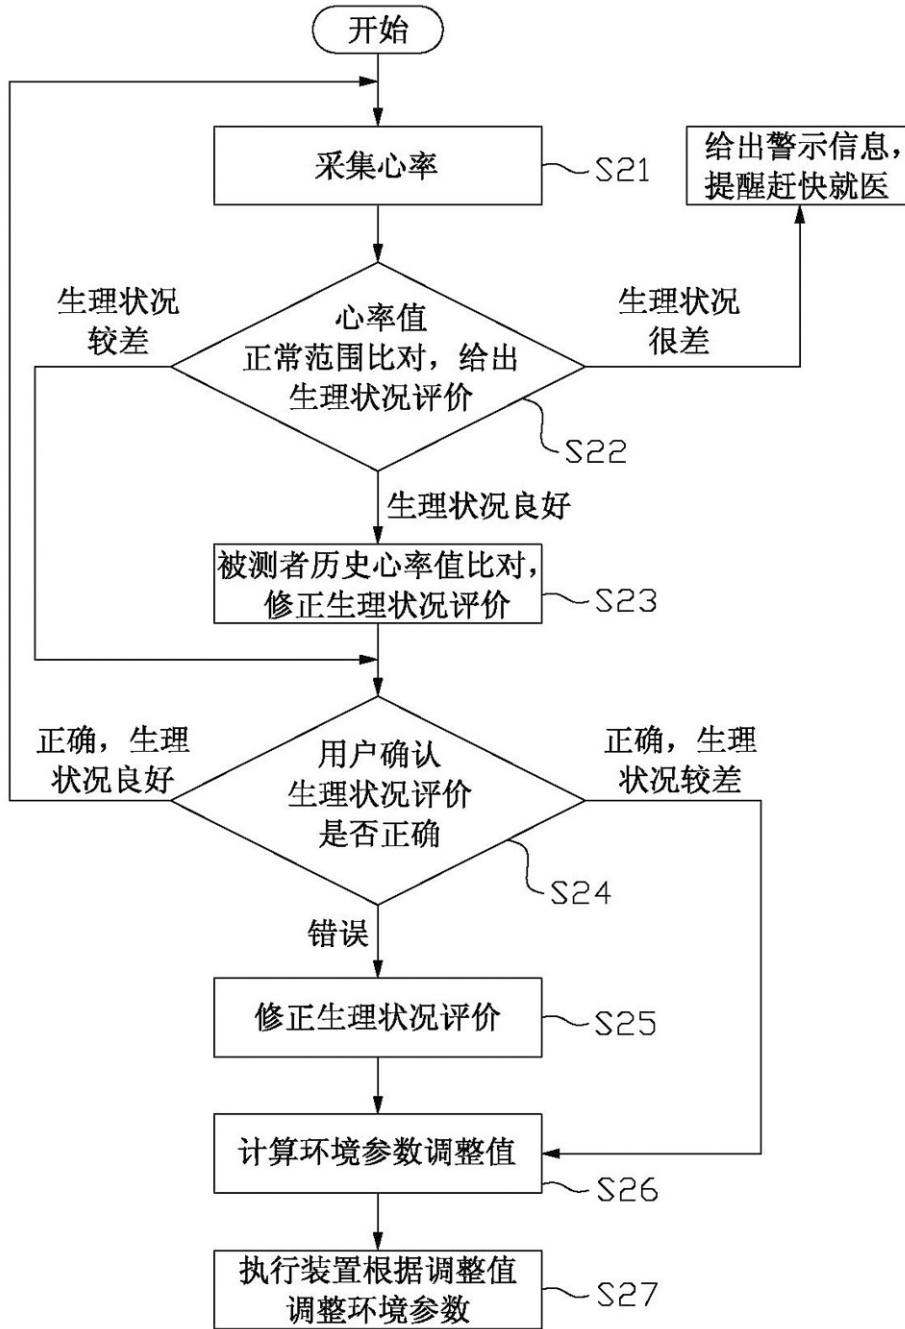 开始
采集心率
S21
给出警示信息，
提醒赶快就医
生理状况
较差
心率值
正常范围比对，给出
生理状况评价
生理状况
很差
S22
生理状况良好
被测者历史心率值比对，
修正生理状况评价
S23
正确，生理
状况良好
用户确认
生理状况评价
是否正确
正确，生理
状况较差
S24
错误
修正生理状况评价
S25
计算环境参数调整值
S26
执行装置根据调整值
调整环境参数
S27